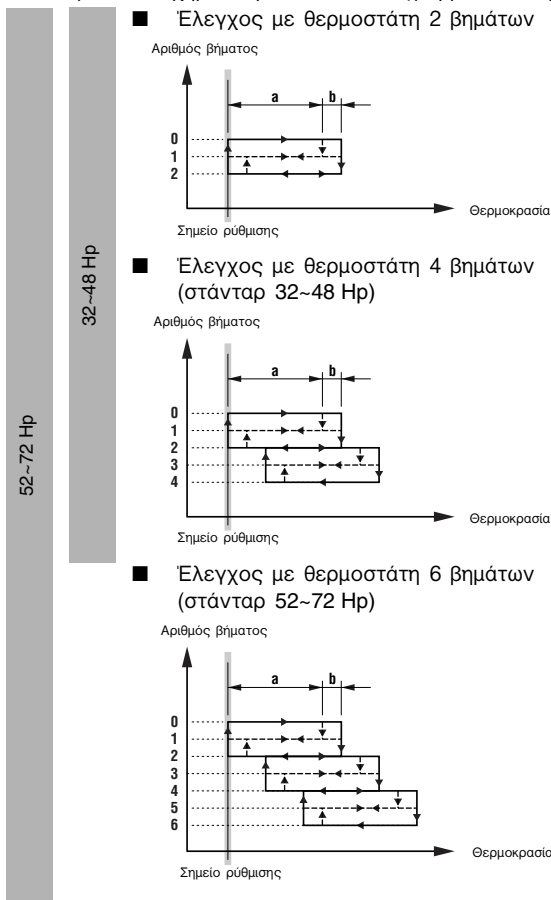 ■ Έλεγχος με θερμοστάτη 2 βημάτων
Αριθμός βήματος
a b
0
1
2
Θερμοκρασία
Σημείο ρύθμισης
32~48 Hp
■ Έλεγχος με θερμοστάτη 4 βημάτων
(στάνταρ 32~48 Hp)
Αριθμός βήματος
a b
0
1
2
3
4
Θερμοκρασία
Σημείο ρύθμισης
52~72 Hp
■ Έλεγχος με θερμοστάτη 6 βημάτων
(στάνταρ 52~72 Hp)
Αριθμός βήματος
a b
0
1
2
3
4
5
6
Θερμοκρασία
Σημείο ρύθμισης